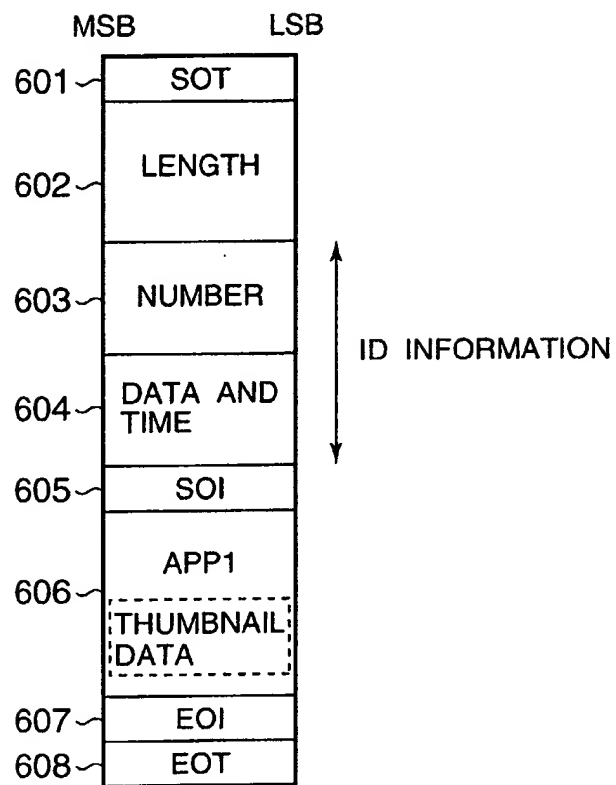 MSB LSB
601 SOT
602 LENGTH
603 NUMBER
ID INFORMATION
604 DATA AND
TIME
605 SOI
APP1
606
THUMBNAIL
DATA
607 EOI
608 EOT